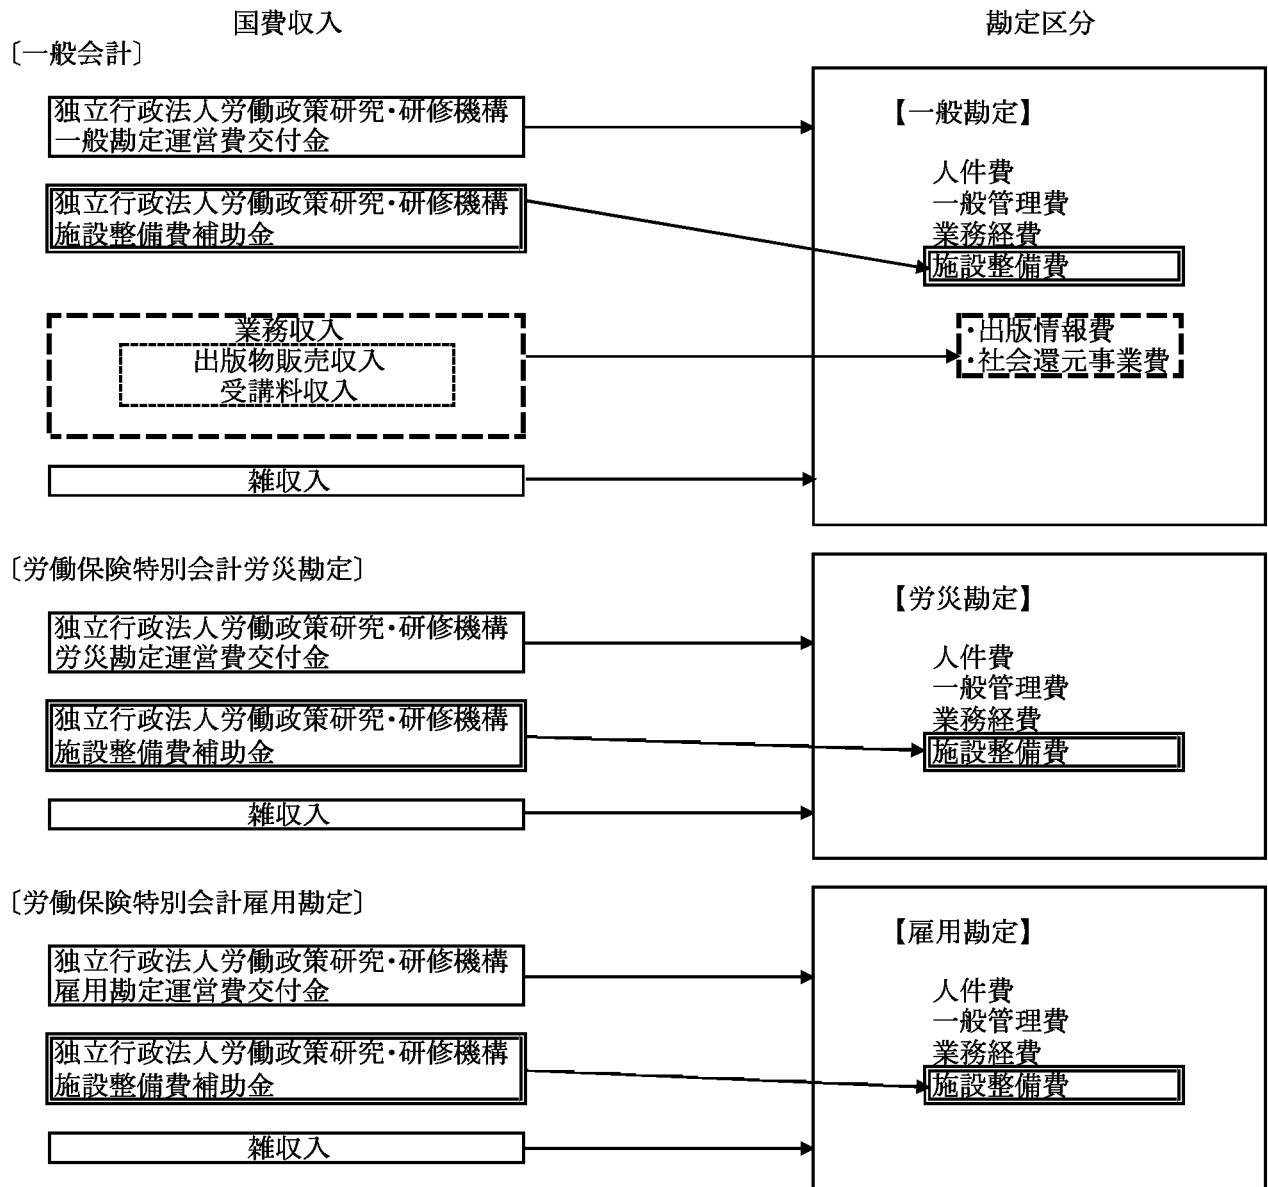 国費収入
勘定区分
〔一般会計〕
独立行政法人労働政策研究・研修機構
一般勘定運営費交付金
独立行政法人労働政策研究・研修機構
施設整備費補助金
業務収入
出版物販売収入
受講料収入
雑収入
【一般勘定】
人件費
一般管理費
業務経費
施設整備費
・出版情報費
・社会還元事業費
〔労働保険特別会計労災勘定〕
独立行政法人労働政策研究・研修機構
労災勘定運営費交付金
独立行政法人労働政策研究・研修機構
施設整備費補助金
雑収入
【労災勘定】
人件費
一般管理費
業務経費
施設整備費
〔労働保険特別会計雇用勘定〕
独立行政法人労働政策研究・研修機構
雇用勘定運営費交付金
独立行政法人労働政策研究・研修機構
施設整備費補助金
雑収入
【雇用勘定】
人件費
一般管理費
業務経費
施設整備費